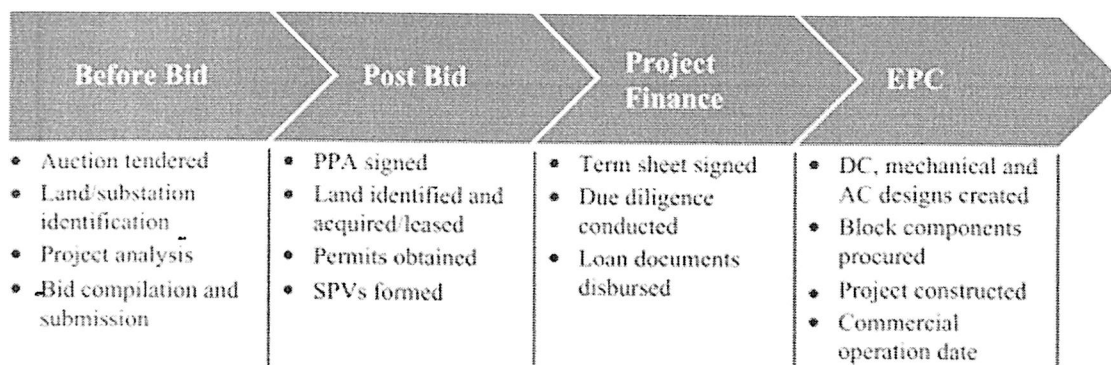 Before Bid
Post Bid
Project
Finance
EPC
• Auction tendered
• Land/substation
identification
• Project analysis
• Bid compilation and
submission
• PPA signed
• Land identified and
acquired/leased
• Permits obtained
• SPVs formed
• Term sheet signed
• Due diligence
conducted
• Loan documents
disbursed
• DC, mechanical and
AC designs created
• Block components
procured
• Project constructed
• Commercial
operation date